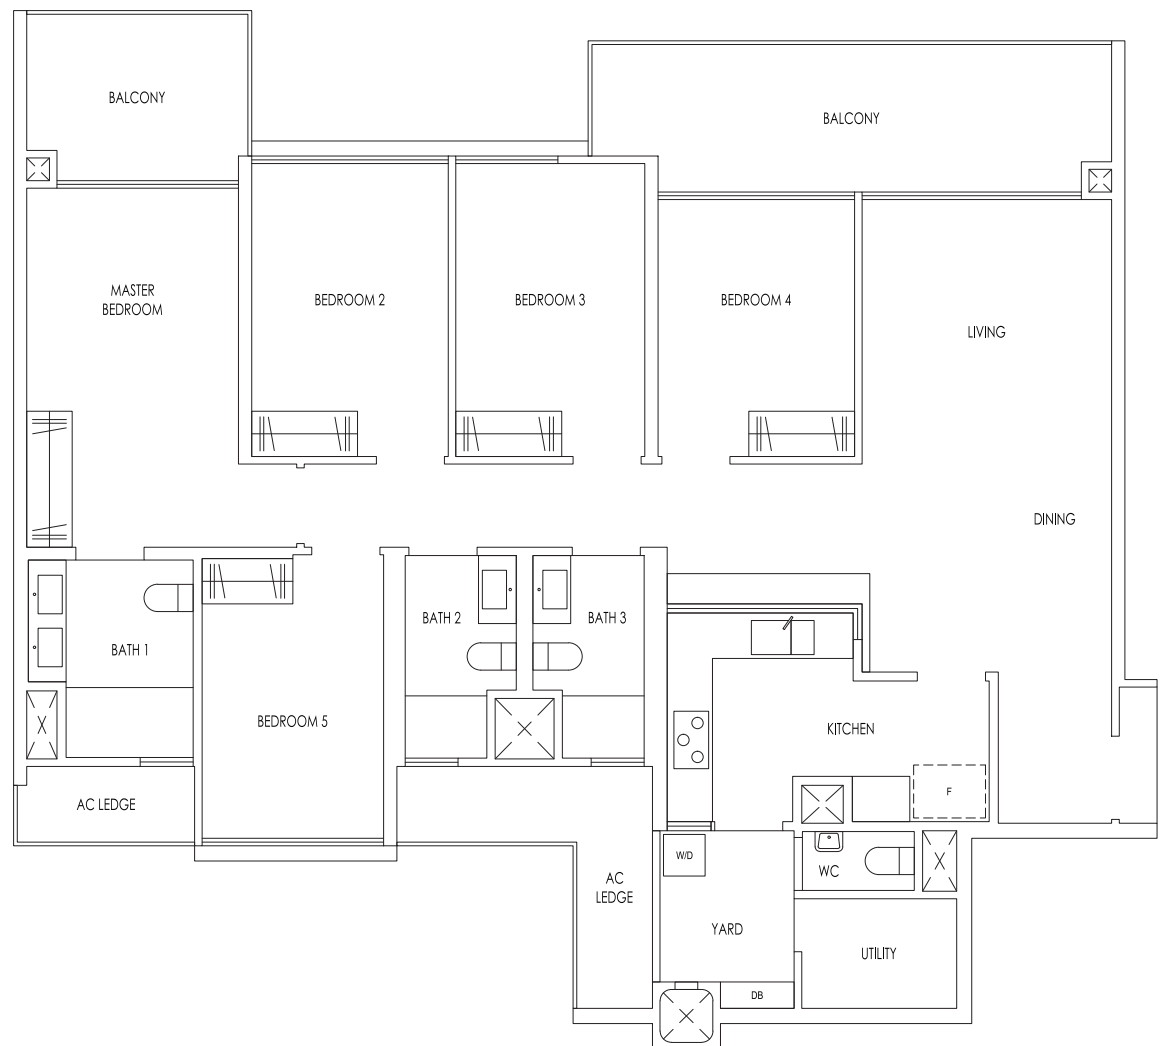 BALCONY
BALCONY
MASTER
BEDROOM
BEDROOM 2
BEDROOM 3
BEDROOM 4
LIVING
DINING
BATH 1
BATH 2
BATH 3
BEDROOM 5
KITCHEN
AC LEDGE
F
W/D
WC
AC
LEDGE
YARD
UTILITY
DB